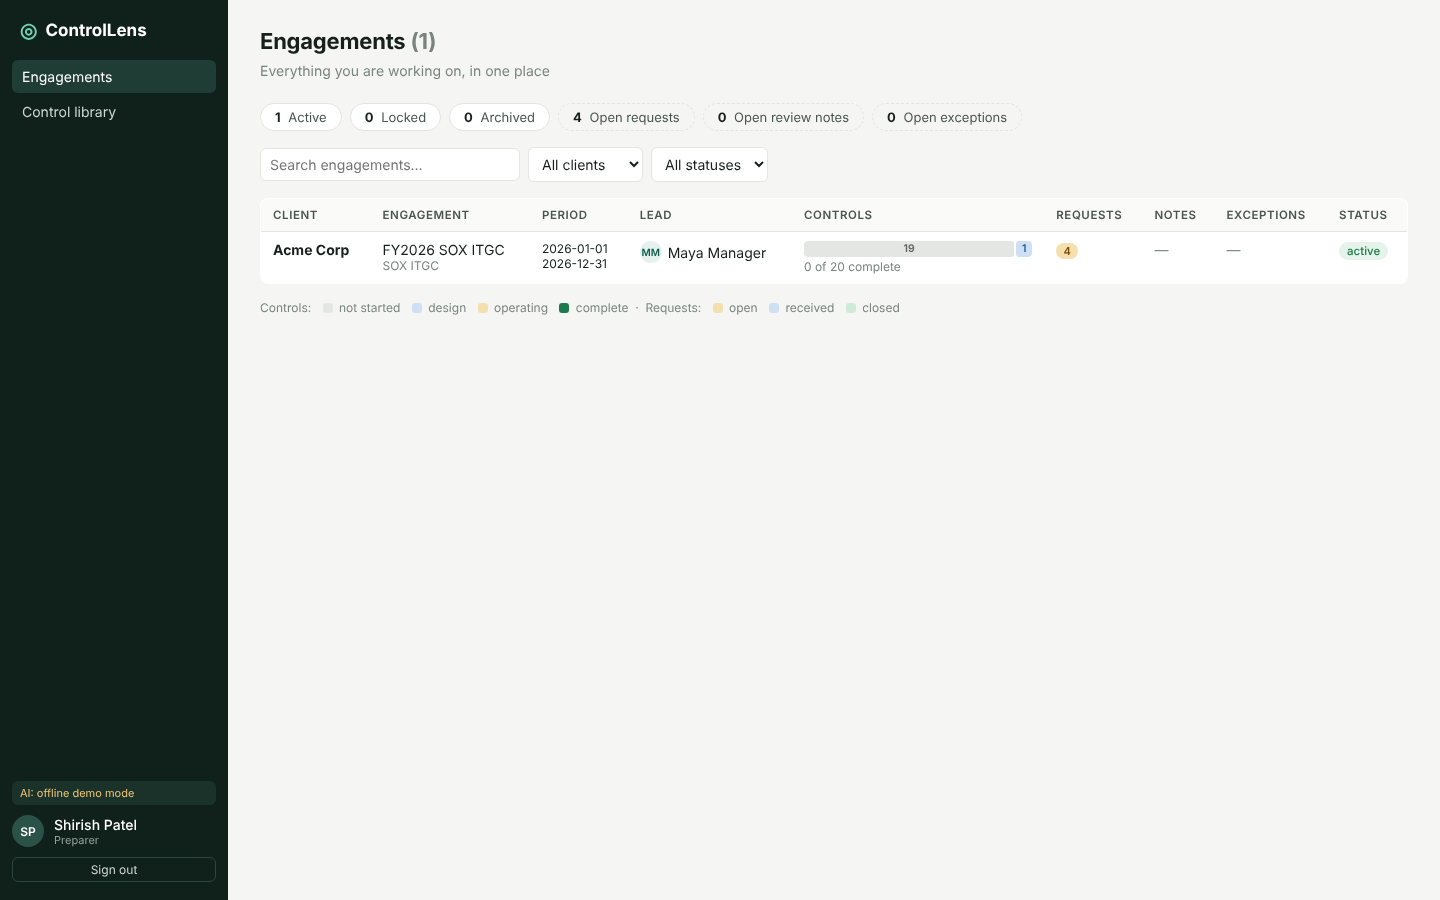 ControlLens
Engagements
Control library
AI: offline demo mode
SP
Shirish Patel
Preparer
Sign out
Engagements (1)
Everything you are working on, in one place
1 Active
0 Locked
0 Archived
4 Open requests
0 Open review notes
0 Open exceptions
Search engagements...
All clients
All statuses
CLIENT ENGAGEMENT PERIOD LEAD CONTROLS REQUESTS NOTES EXCEPTIONS STATUS
Acme Corp FY2026 SOX ITGC 2026-01-01 MM Maya Manager 19 1 4 — — active
SOX ITGC 2026-12-31 0 of 20 complete
Controls: not started design operating complete · Requests: open received closed